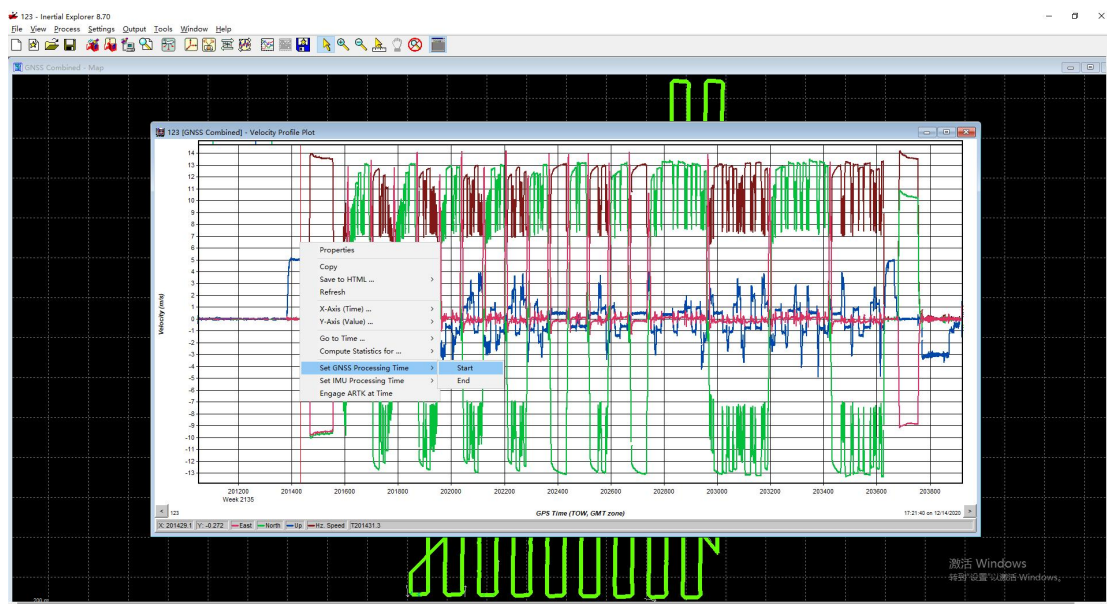 123 - Inertial Explorer 8.70
File View Process Settings Output Tools Window Help
GNSS Combined - Map
123 [GNSS Combined] - Velocity Profile Plot
14
13
12
11
10
9
8
7
6
5
4
3
2
1
0
-1
-2
-3
-4
-5
-6
-7
-8
-9
-10
-11
-12
-13
Velocity (m/s)
Properties
Copy
Save to HTML ...
Refresh
X-Axis (Time) ...
Y-Axis (Value) ...
Go to Time ...
Compute Statistics for ...
Set GNSS Processing Time
Set IMU Processing Time
Engage ARTK at Time
Start
End
201200 201400 201600 201800 202000 202200 202400 202600 202800 203000 203200 203400 203600 203800
Week 2135
123 GPS Time (TOW, GMT zone) 17:21:40 on 12/14/2020
X: 201429.1 Y: -0.272 East North Up Hz. Speed T201431.3
激活 Windows
转到"设置"以激活 Windows。
200 m